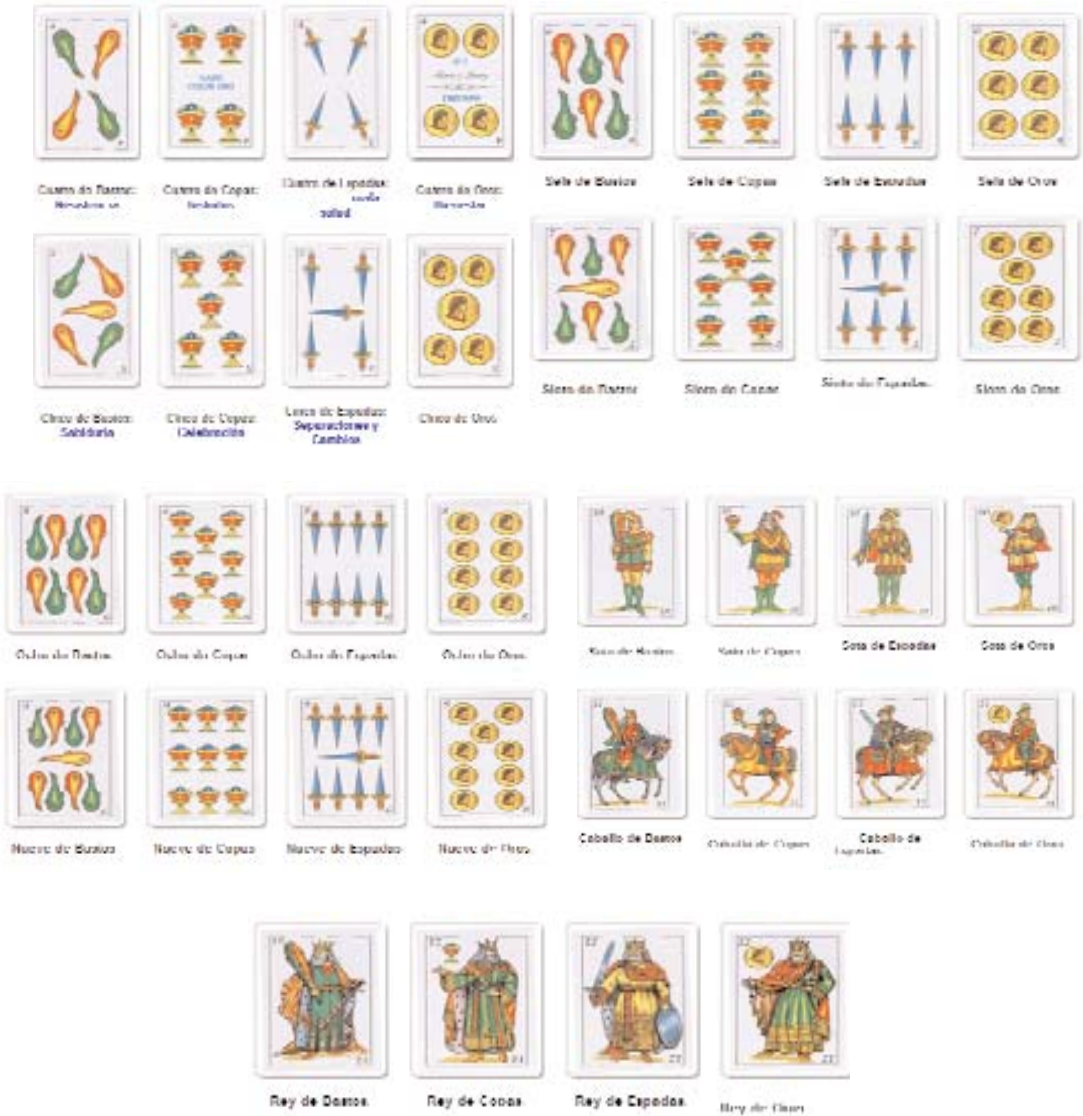 Cuatro de Bastos:
Cuatro de Copas:
Cuatro de Espadas:
salud
Cuatro de Oros:
Seis de Bastos
Seis de Copas
Seis de Espadas
Seis de Oros
Cinco de Bastos:
Sabiduría
Cinco de Copas:
Celebración
Cinco de Espadas:
Separaciones y
Cambios
Cinco de Oros
Siete de Bastos
Siete de Copas
Siete de Espadas
Siete de Oros
Ocho de Bastos
Ocho de Copas
Ocho de Espadas
Ocho de Oros
Sota de Bastos
Sota de Copas
Sota de Espadas
Sota de Oros
Nueve de Bastos
Nueve de Copas
Nueve de Espadas
Nueve de Oros
Caballo de Bastos
Caballo de Copas
Caballo de
Espadas
Caballo de Oros
Rey de Bastos
Rey de Copas
Rey de Espadas
Rey de Oros